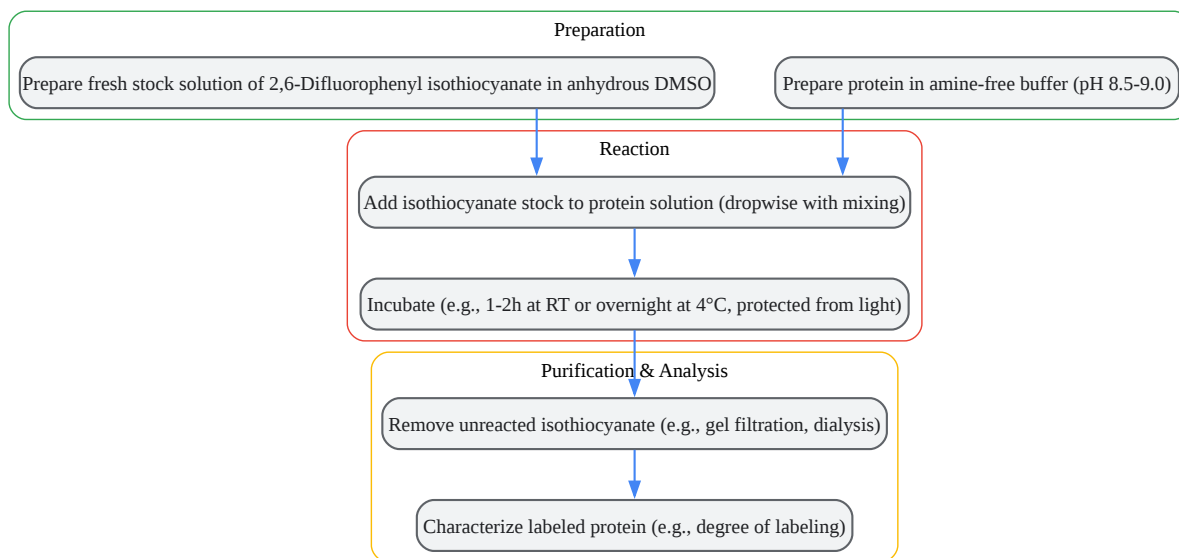 Preparation
Prepare fresh stock solution of 2,6-Difluorophenyl isothiocyanate in anhydrous DMSO
Prepare protein in amine-free buffer (pH 8.5-9.0)
Reaction
Add isothiocyanate stock to protein solution (dropwise with mixing)
Incubate (e.g., 1-2h at RT or overnight at 4°C, protected from light)
Purification & Analysis
Remove unreacted isothiocyanate (e.g., gel filtration, dialysis)
Characterize labeled protein (e.g., degree of labeling)